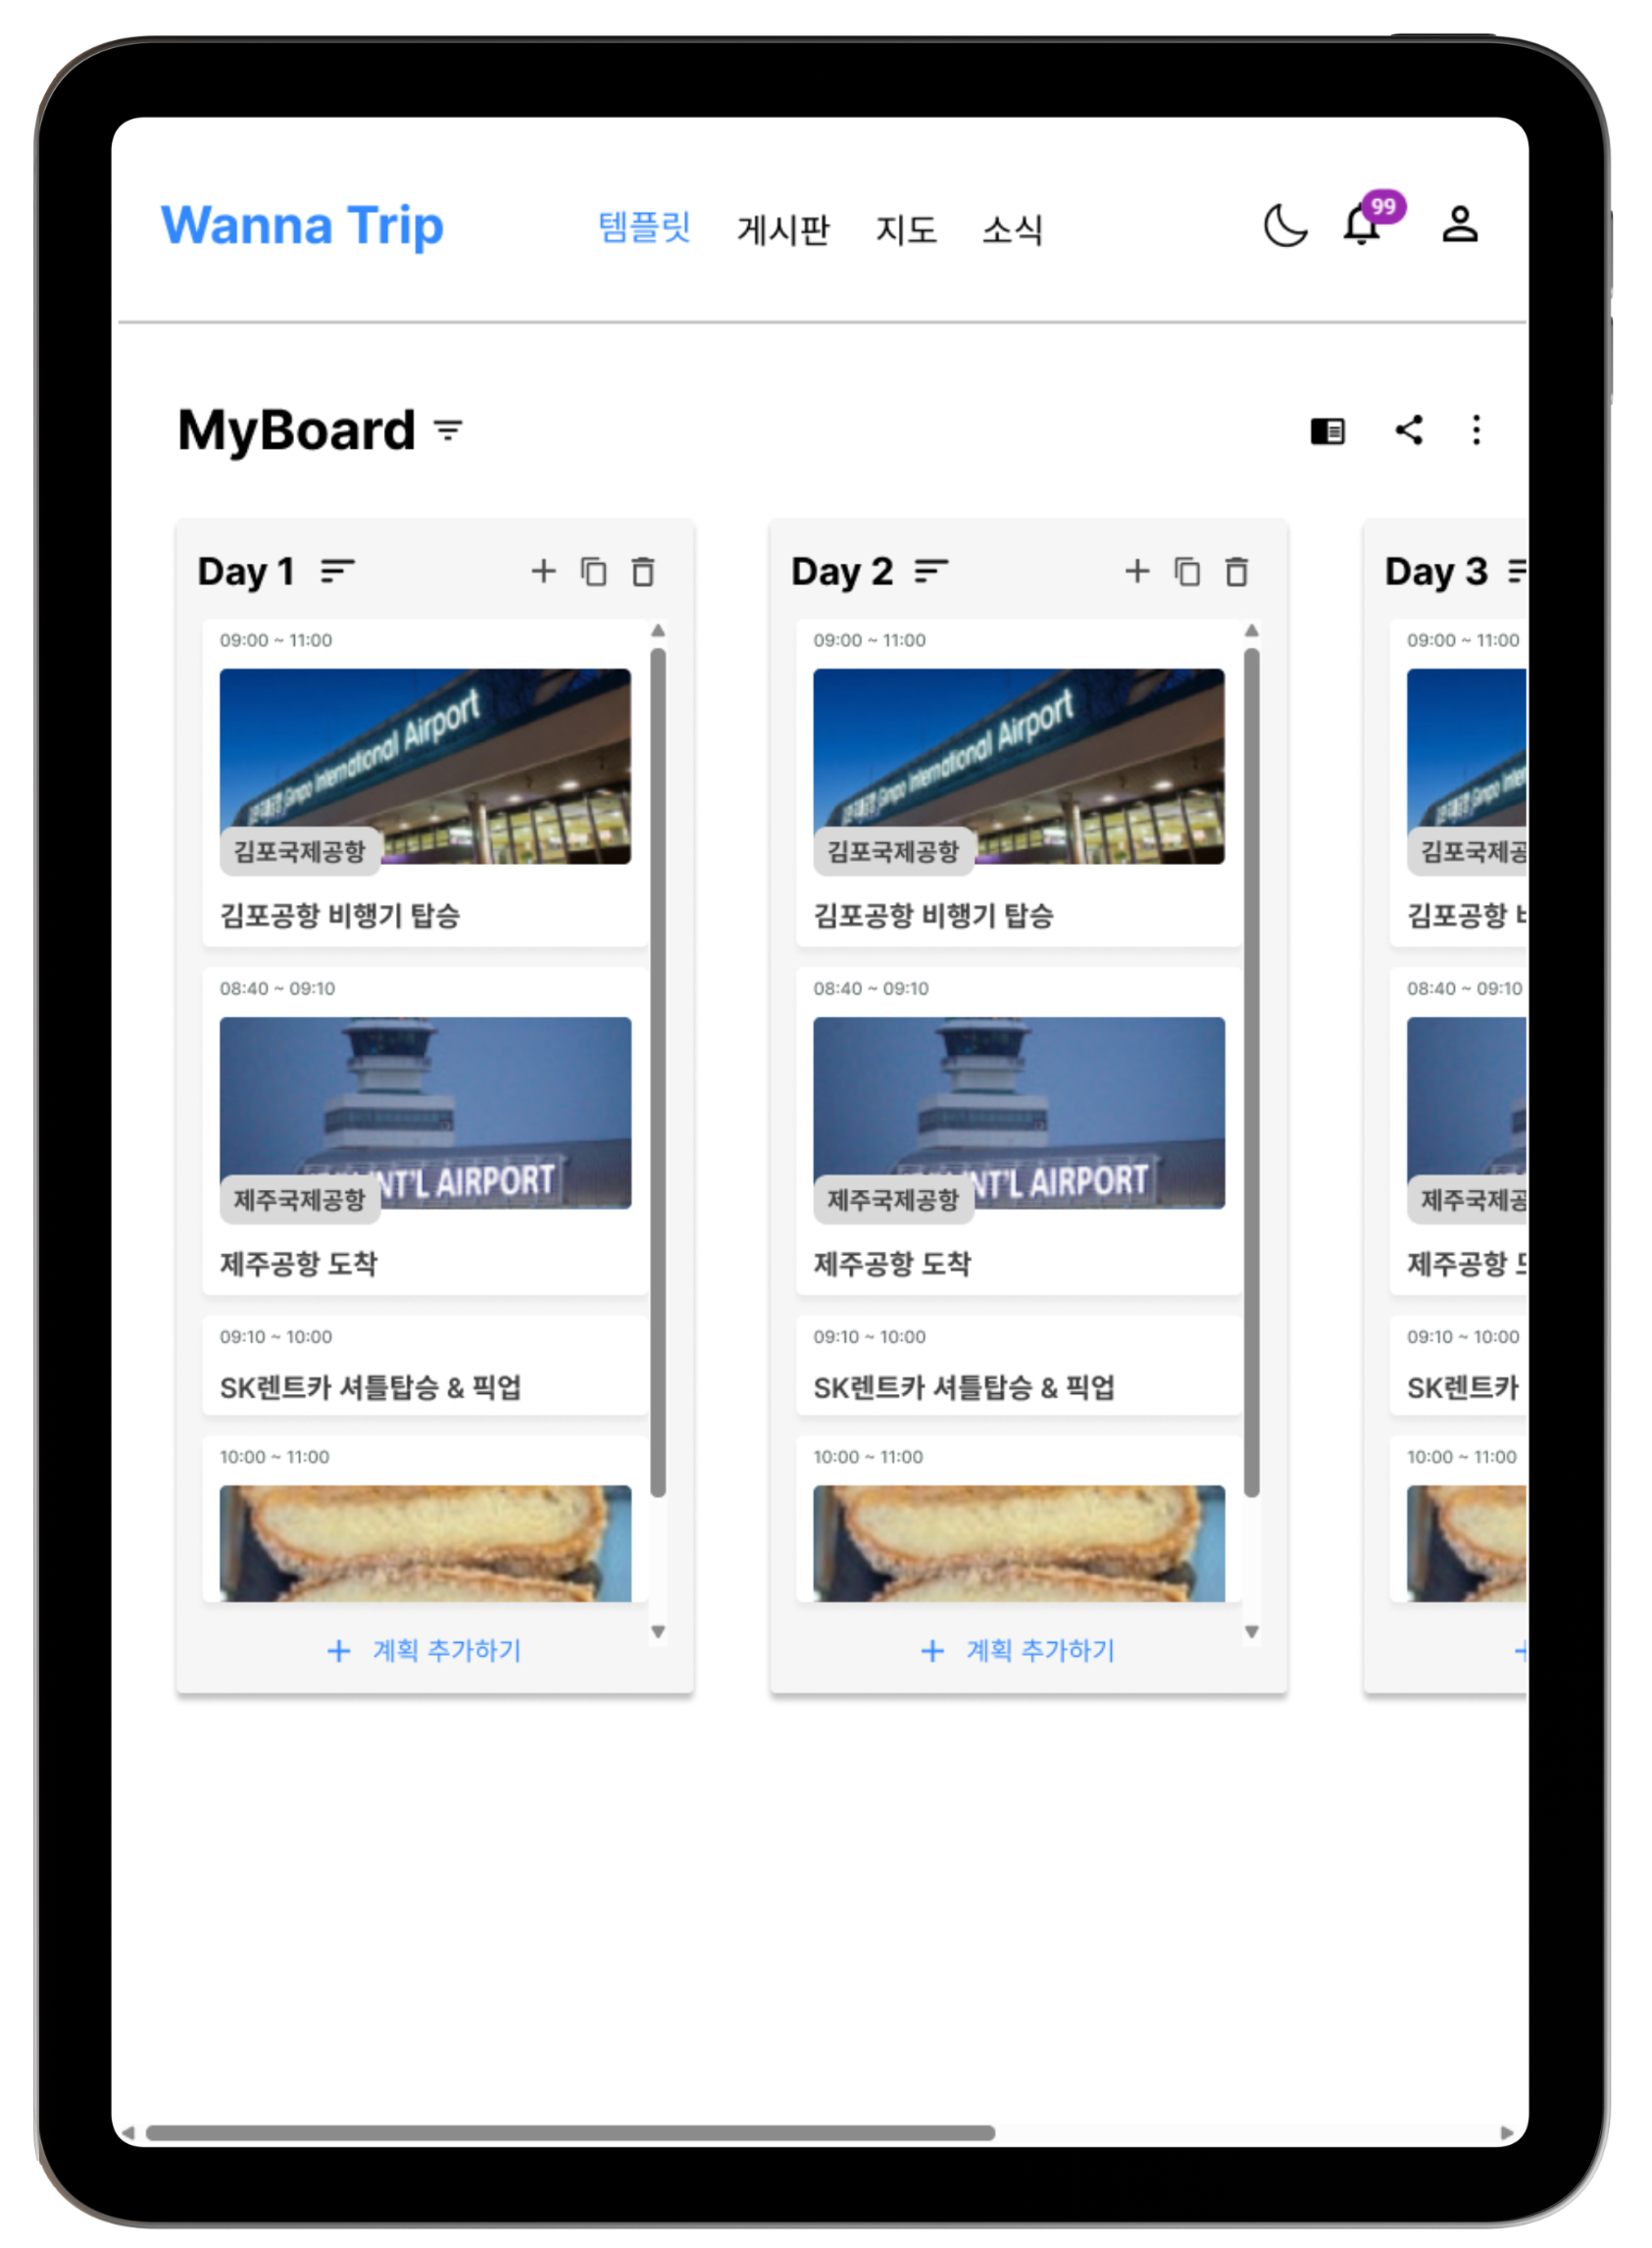 Wanna Trip
템플릿 게시판 지도 소식
99
MyBoard
Day 1
09:00 ~ 11:00
Gimpo International Airport
김포국제공항
김포공항 비행기 탑승
08:40 ~ 09:10
INT'L AIRPORT
제주국제공항
제주공항 도착
09:10 ~ 10:00
SK렌트카 셔틀탑승 & 픽업
10:00 ~ 11:00
+ 계획 추가하기
Day 2
09:00 ~ 11:00
Gimpo International Airport
김포국제공항
김포공항 비행기 탑승
08:40 ~ 09:10
INT'L AIRPORT
제주국제공항
제주공항 도착
09:10 ~ 10:00
SK렌트카 셔틀탑승 & 픽업
10:00 ~ 11:00
+ 계획 추가하기
Day 3
09:00 ~ 11:00
김포국제공
김포공항
08:40 ~ 09:10
제주국제공
제주공항
09:10 ~ 10:00
SK렌트카
10:00 ~ 11:00